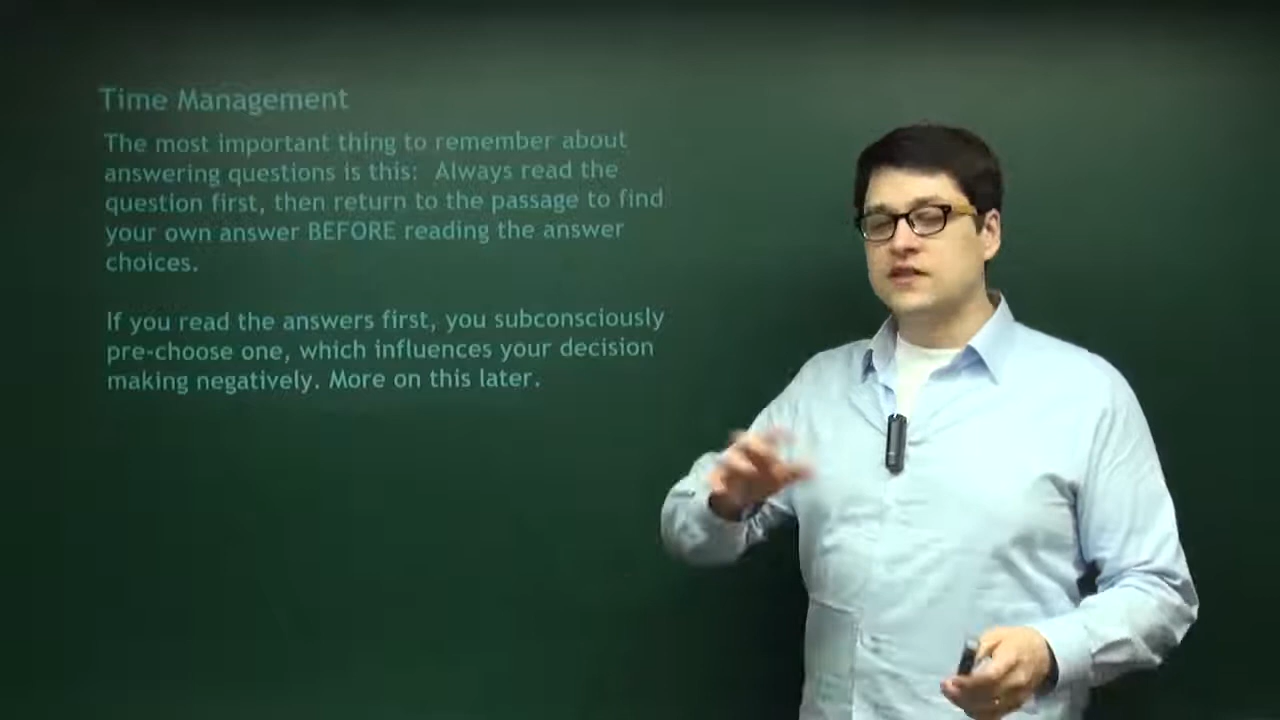 Time Management
The most important thing to remember about
answering questions is this: Always read the
question first, then return to the passage to find
your own answer BEFORE reading the answer
choices.
If you read the answers first, you subconsciously
pre-choose one, which influences your decision
making negatively. More on this later.